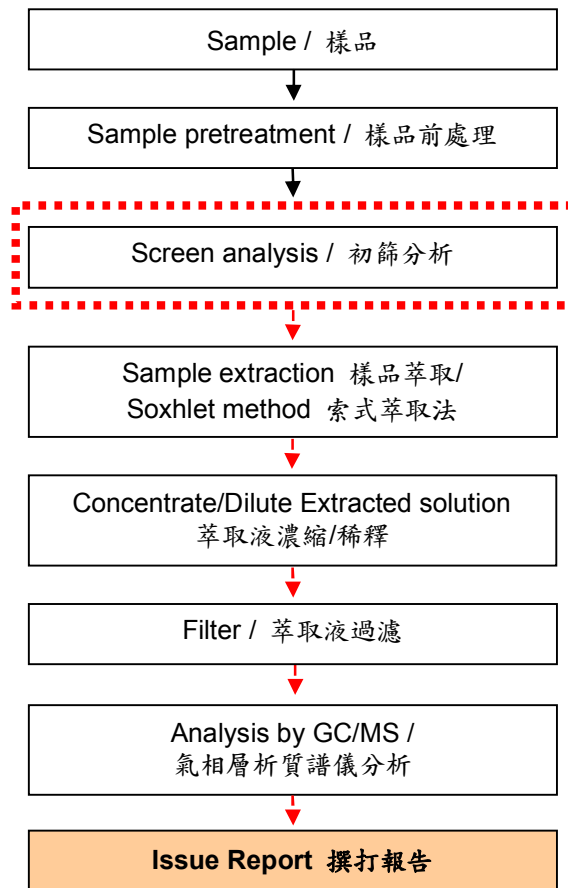 Sample / 樣品
Sample pretreatment / 樣品前處理
Screen analysis / 初篩分析
Sample extraction 樣品萃取/
Soxhlet method 索式萃取法
Concentrate/Dilute Extracted solution
萃取液濃縮/稀釋
Filter / 萃取液過濾
Analysis by GC/MS /
氣相層析質譜儀分析
Issue Report 撰打報告